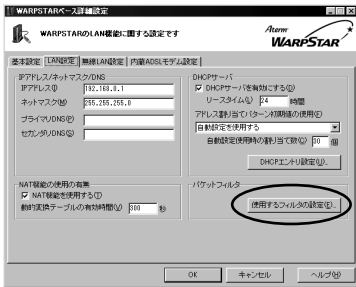 WARPSTARベース詳細設定
WARPSTARのLAN機能に関する設定です
Aterm
WARPSTAR
基本設定 LAN設定 無線LAN設定 内蔵ADSLモデム設定
IPアドレス/ネットマスク/DNS
IPアドレス(I) 192.168.0.1
ネットマスク(M) 255.255.255.0
プライマリDNS(P)
セカンダリDNS(S)
NAT機能の使用の有無
NAT機能を使用する(T)
動的変換テーブルの有効時間(V) 300 秒
DHCPサーバ
DHCPサーバを有効にする(D)
リースタイム(L) 24 時間
アドレス割り当てパターン初期値の使用(F)
自動設定を使用する
自動設定使用時の割り当て数(C) 30 個
DHCPエントリ設定(U)...
パケットフィルタ
使用するフィルタの設定(E)...
OK キャンセル ヘルプ(H)